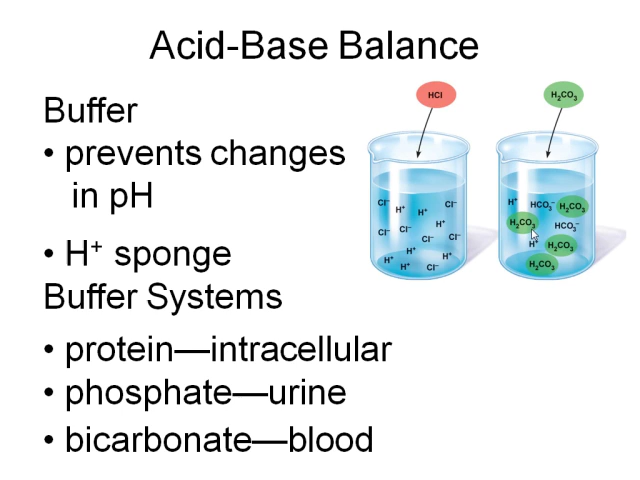 Acid-Base Balance
Buffer
• prevents changes
in pH
• H⁺ sponge
Buffer Systems
• protein—intracellular
• phosphate—urine
• bicarbonate—blood
HCl
Cl⁻
H⁺
H⁺
Cl⁻
H⁺
Cl⁻
Cl⁻
Cl⁻
Cl⁻
H⁺
H⁺
H⁺
H⁺
Cl⁻
H₂CO₃
H⁺
HCO₃⁻
H₂CO₃
H₂CO₃
HCO₃⁻
H⁺
H₂CO₃
H₂CO₃